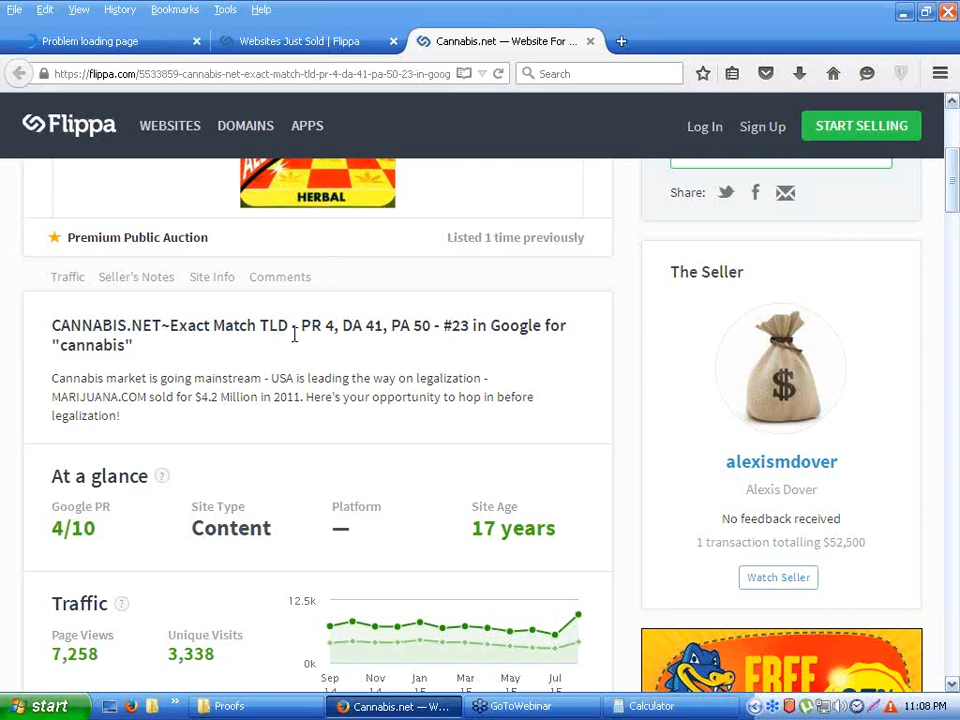 File Edit View History Bookmarks Tools Help
Problem loading page × Websites Just Sold | Flippa × Cannabis.net — Website For ... ×
https://flippa.com/5533859-cannabis-net-exact-match-tld-pr-4-da-41-pa-50-23-in-goog Search
Flippa WEBSITES DOMAINS APPS Log In Sign Up START SELLING
HERBAL
Share:
Premium Public Auction Listed 1 time previously
Traffic Seller's Notes Site Info Comments
The Seller
CANNABIS.NET~Exact Match TLD - PR 4, DA 41, PA 50 - #23 in Google for
"cannabis"
Cannabis market is going mainstream - USA is leading the way on legalization -
MARIJUANA.COM sold for $4.2 Million in 2011. Here's your opportunity to hop in before
legalization!
$
alexismdover
Alexis Dover
No feedback received
1 transaction totalling $52,500
Watch Seller
At a glance ?
Google PR Site Type Platform Site Age
4/10 Content — 17 years
Traffic ?
Page Views Unique Visits
7,258 3,338
12.5k
0k
Sep Nov Jan Mar May Jul
FREE
start Proofs Cannabis.net — W... GoToWebinar Calculator 11:08 PM